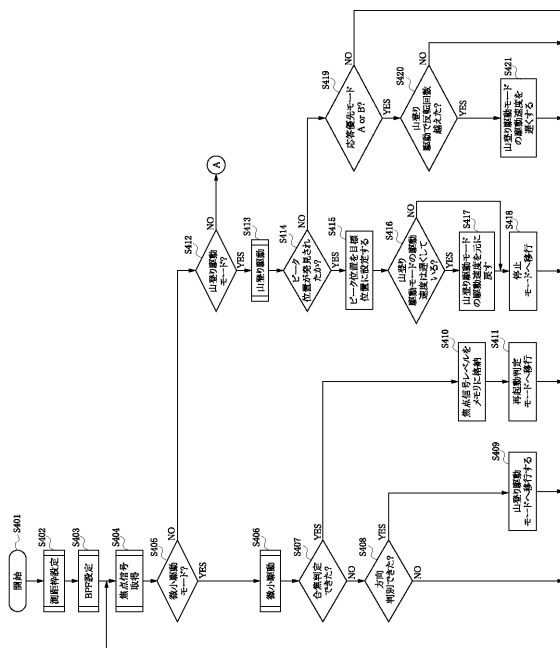 S401
開始
S402
測距枠設定
S403
BPF設定
S404
焦点信号
取得
S405
微小駆動
モード?
NO
YES
S406
微小駆動
S407
合焦判定
できた?
YES
NO
S408
方向
判別できた?
YES
NO
S409
山登り駆動
モードへ移行する
S410
焦点信号レベルを
メモリに格納
S411
再起動判定
モードへ移行
S412
山登り駆動
モード?
NO
A
YES
S413
山登り駆動
S414
ピーク
位置が発見され
たか?
NO
YES
S415
ピーク位置を目標
位置に設定する
S416
山登り
駆動モードの駆動
速度は遅くして
いる?
NO
YES
S417
山登り駆動モード
の駆動速度を元に
戻す
S418
停止
モードへ移行
S419
応答優先モード
A or B?
NO
YES
S420
山登り
駆動で反転回数
越えた?
NO
YES
S421
山登り駆動モード
の駆動速度を
遅くする